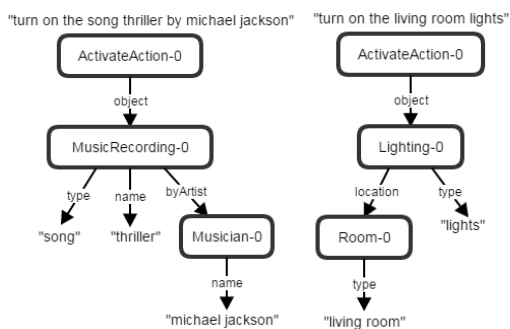 "turn on the song thriller by michael jackson"
ActivateAction-0
object
MusicRecording-0
type
name
byArtist
"song"
"thriller"
Musician-0
name
"michael jackson"
"turn on the living room lights"
ActivateAction-0
object
Lighting-0
location
type
Room-0
"lights"
type
"living room"